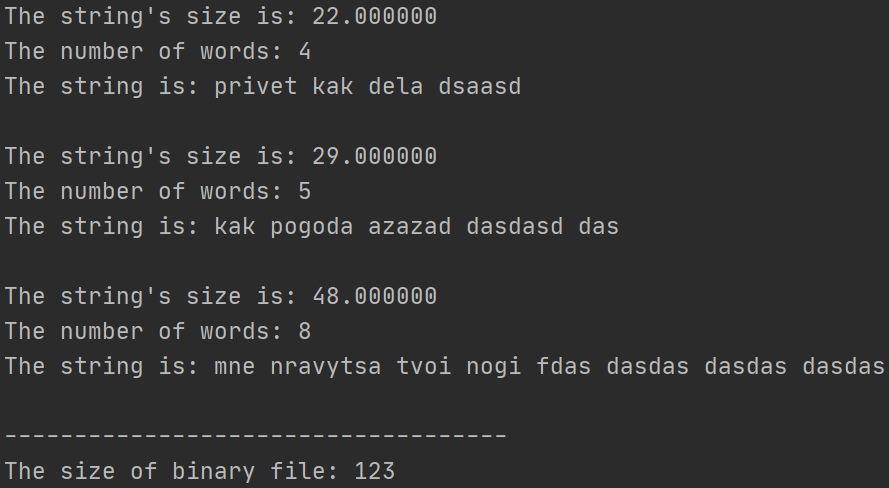 The string's size is: 22.000000
The number of words: 4
The string is: privet kak dela dsaasd
The string's size is: 29.000000
The number of words: 5
The string is: kak pogoda azazad dasdasd das
The string's size is: 48.000000
The number of words: 8
The string is: mne nravytsa tvoi nogi fdas dasdas dasdas dasdas
------------------------------------
The size of binary file: 123